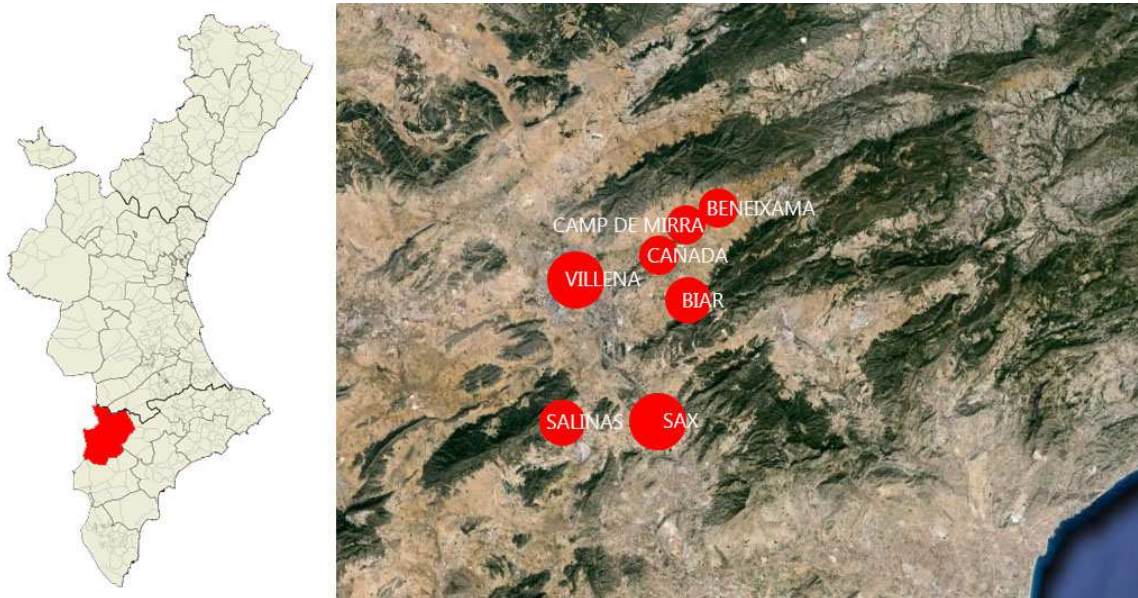 BENEIXAMA
CAMP DE MIRRA
CAÑADA
VILLENA
BIAR
SALINAS
SAX